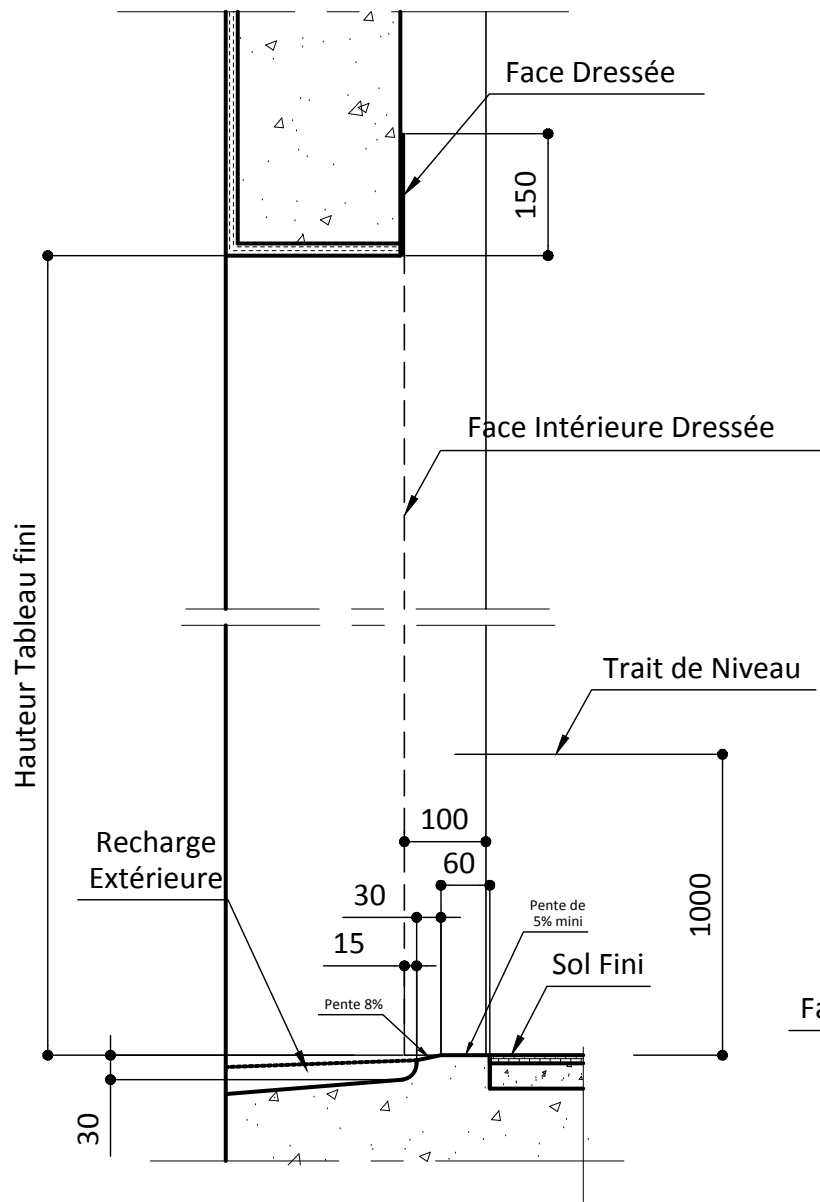 Face Dressée
150
Face Intérieure Dressée
Hauteur Tableau fini
Trait de Niveau
100
Recharge
Extérieure
60
1000
30
Pente de
5% mini
15
Sol Fini
Pente 8%
Fa
30